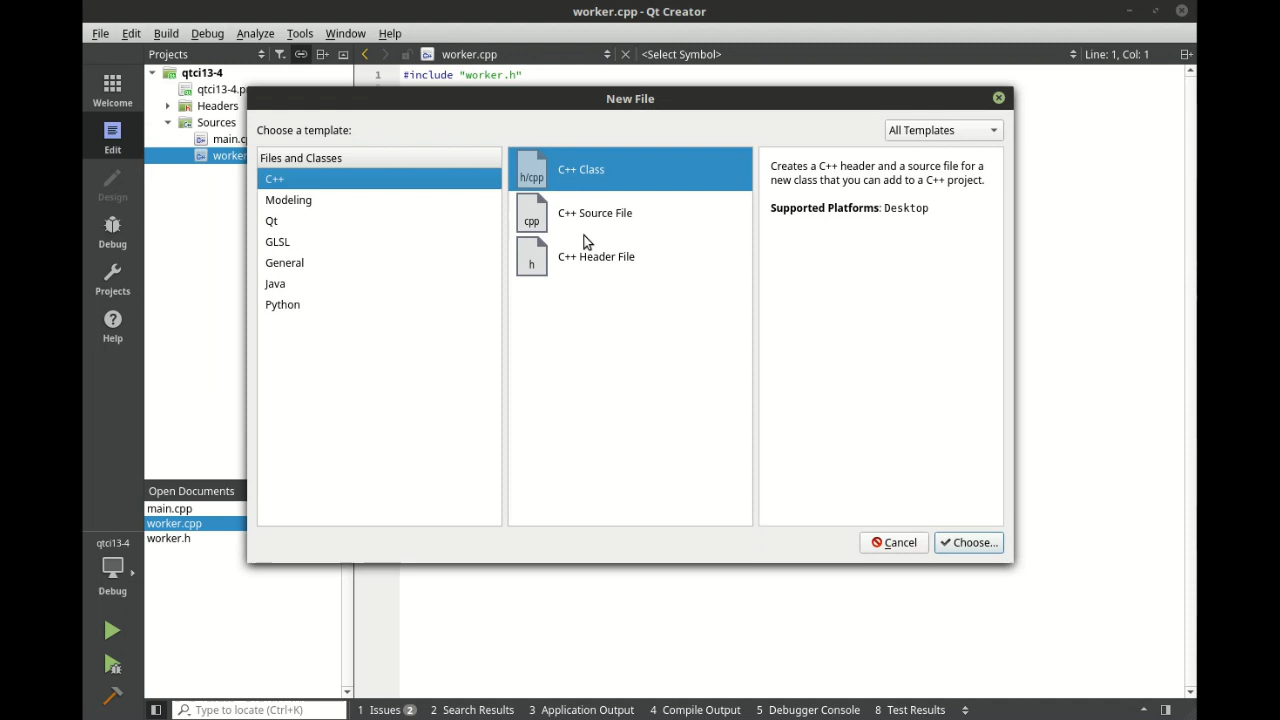 worker.cpp - Qt Creator
File Edit Build Debug Analyze Tools Window Help
Projects worker.cpp <Select Symbol> Line: 1, Col: 1
Welcome
Edit
Design
Debug
Projects
Help
qtci13-4
Debug
qtci13-4
qtci13-4.p
Headers
Sources
main.c
worker
1 #include "worker.h"
New File
Choose a template:
All Templates
Files and Classes
C++
Modeling
Qt
GLSL
General
Java
Python
h/cpp C++ Class
cpp C++ Source File
h C++ Header File
Creates a C++ header and a source file for a
new class that you can add to a C++ project.
Supported Platforms: Desktop
Cancel Choose...
Open Documents
main.cpp
worker.cpp
worker.h
Type to locate (Ctrl+K) 1 Issues 2 2 Search Results 3 Application Output 4 Compile Output 5 Debugger Console 8 Test Results